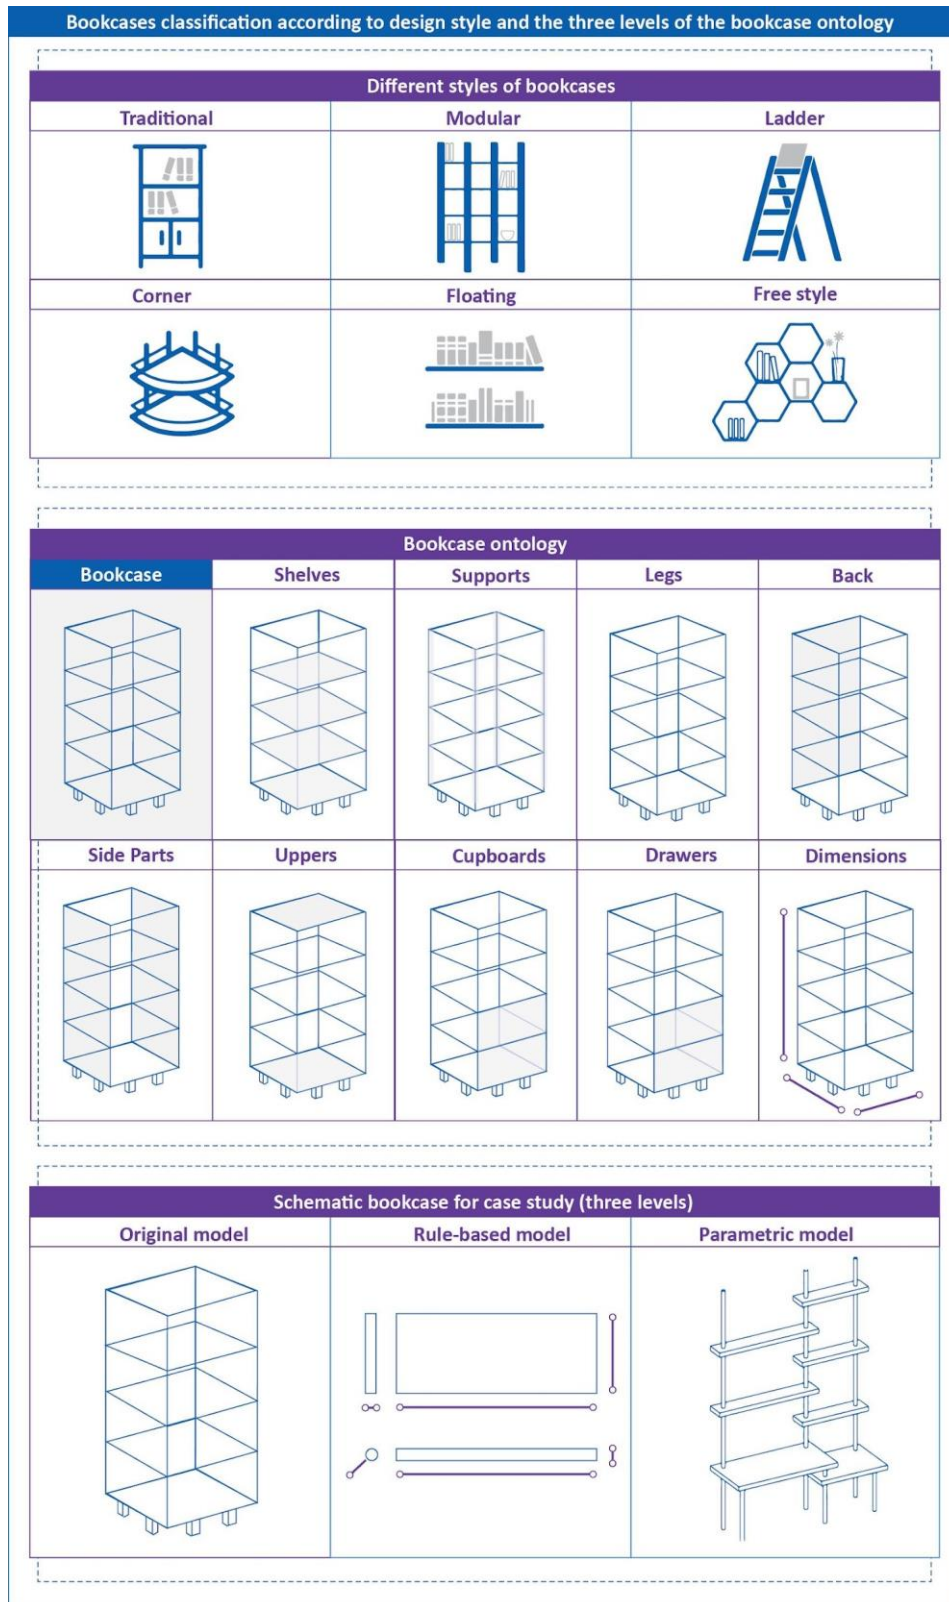 Bookcases classification according to design style and the three levels of the bookcase ontology
Different styles of bookcases
Traditional
Modular
Ladder
Corner
Floating
Free style
Bookcase ontology
Bookcase
Shelves
Supports
Legs
Back
Side Parts
Uppers
Cupboards
Drawers
Dimensions
Schematic bookcase for case study (three levels)
Original model
Rule-based model
Parametric model